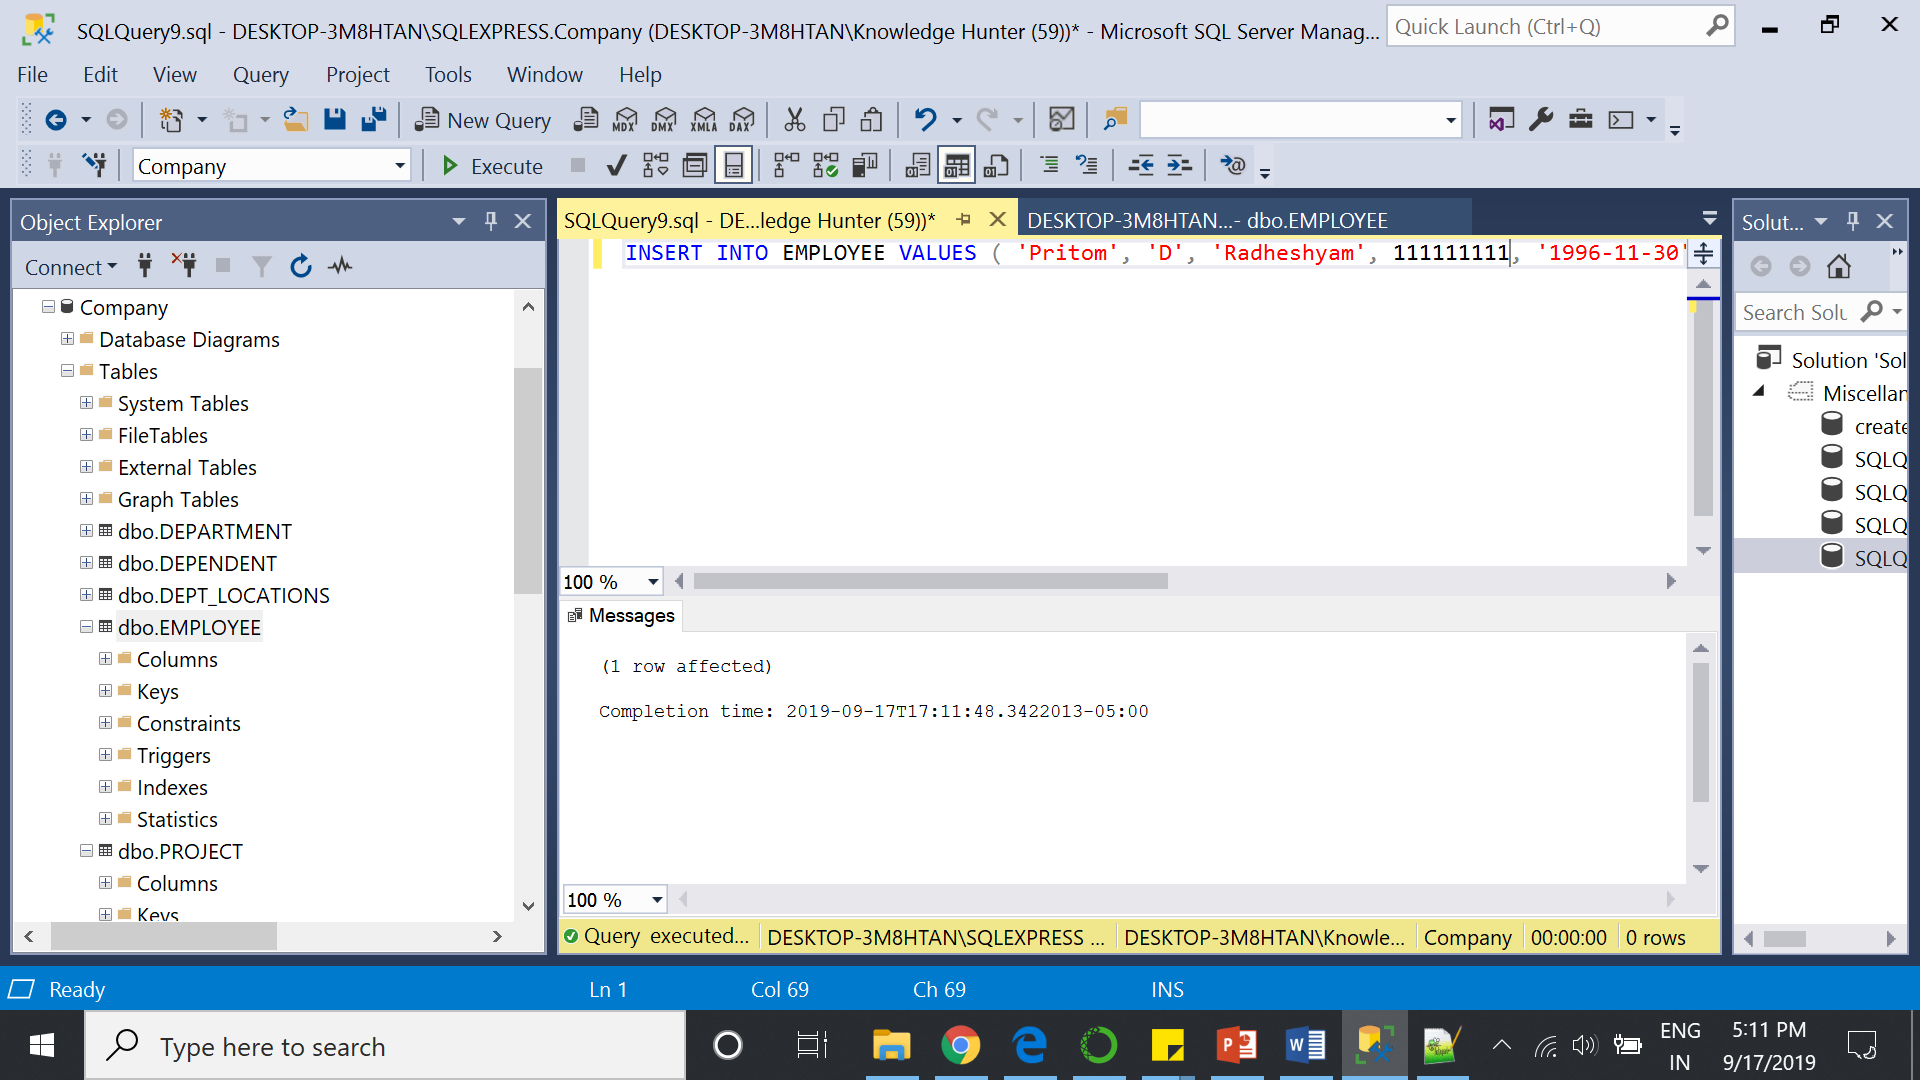 SQLQuery9.sql - DESKTOP-3M8HTAN\SQLEXPRESS.Company (DESKTOP-3M8HTAN\Knowledge Hunter (59))* - Microsoft SQL Server Manag...
Quick Launch (Ctrl+Q)
File Edit View Query Project Tools Window Help
New Query MDX DMX XMLA DAX
Company Execute
Object Explorer
Connect
Company
Database Diagrams
Tables
System Tables
FileTables
External Tables
Graph Tables
dbo.DEPARTMENT
dbo.DEPENDENT
dbo.DEPT_LOCATIONS
dbo.EMPLOYEE
Columns
Keys
Constraints
Triggers
Indexes
Statistics
dbo.PROJECT
Columns
Keys
SQLQuery9.sql - DE...ledge Hunter (59))* DESKTOP-3M8HTAN...- dbo.EMPLOYEE
INSERT INTO EMPLOYEE VALUES ( 'Pritom', 'D', 'Radheshyam', 111111111, '1996-11-30'
100 %
Messages
(1 row affected)
Completion time: 2019-09-17T17:11:48.3422013-05:00
100 %
Query executed... DESKTOP-3M8HTAN\SQLEXPRESS ... DESKTOP-3M8HTAN\Knowle... Company 00:00:00 0 rows
Solut...
Search Solu
Solution 'Sol
Miscellan
create
SQLQ
SQLQ
SQLQ
SQLQ
Ready Ln 1 Col 69 Ch 69 INS
Type here to search
ENG
IN
5:11 PM
9/17/2019